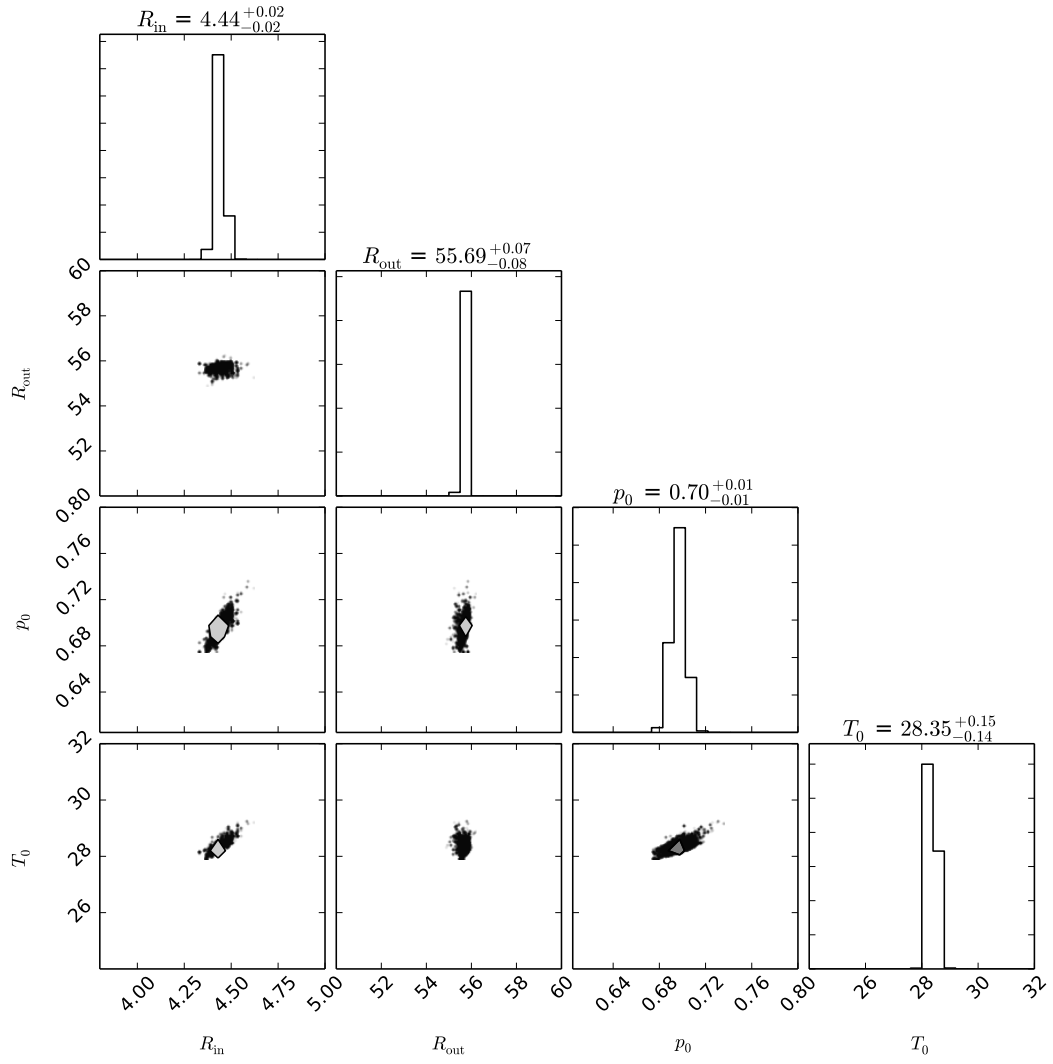 R_in = 4.44 +0.02 −0.02
60
R_out = 55.69 +0.07 −0.08
58
56
R_out
54
52
0.80
p_0 = 0.70 +0.01 −0.01
0.76
0.72
p_0
0.68
0.64
32
T_0 = 28.35 +0.15 −0.14
30
T_0
28
26
4.00 4.25 4.50 4.75 5.00 52 54 56 58 60 0.64 0.68 0.72 0.76 0.80 26 28 30 32
R_in R_out p_0 T_0